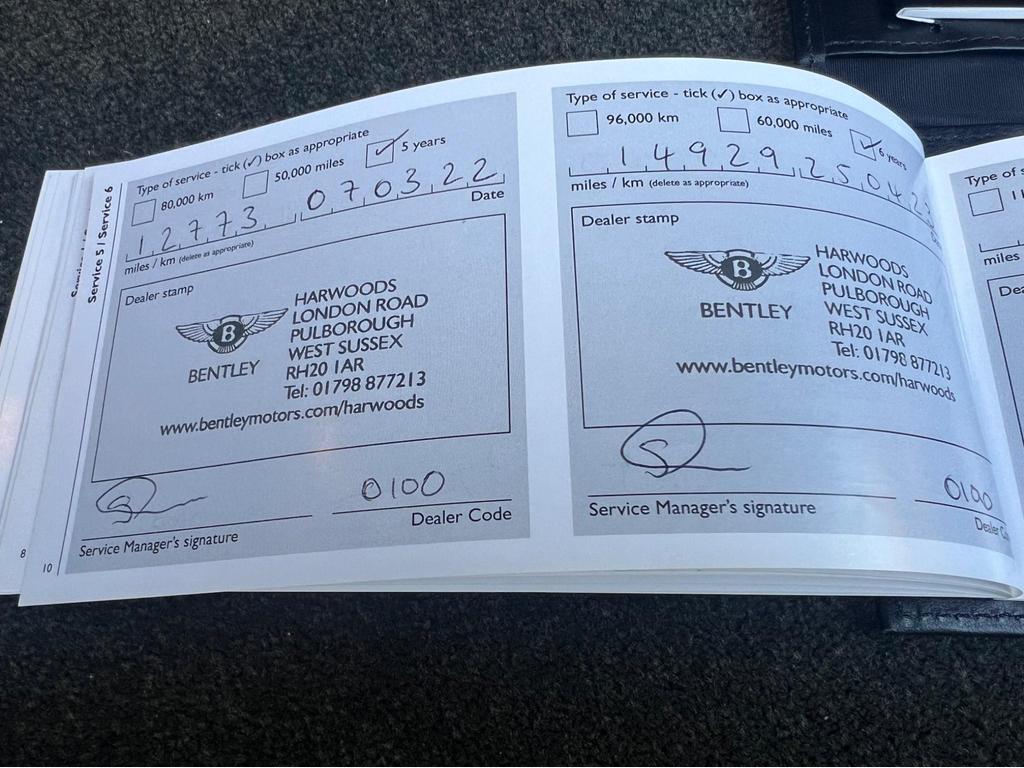 Service 5 / Service 6
Type of service - tick (✓) box as appropriate
80,000 km
50,000 miles
✓ 5 years
12773 070322
miles / km (delete as appropriate)
Date
Dealer stamp
B
BENTLEY
HARWOODS
LONDON ROAD
PULBOROUGH
WEST SUSSEX
RH20 1AR
Tel: 01798 877213
www.bentleymotors.com/harwoods
0100
Service Manager's signature
Dealer Code
8
10
Type of service - tick (✓) box as appropriate
96,000 km
60,000 miles
✓ 6 years
14929 25042
miles / km (delete as appropriate)
Dealer stamp
B
BENTLEY
HARWOODS
LONDON ROAD
PULBOROUGH
WEST SUSSEX
RH20 1AR
Tel: 01798 877213
www.bentleymotors.com/harwoods
0100
Service Manager's signature
Dealer
Type of
miles